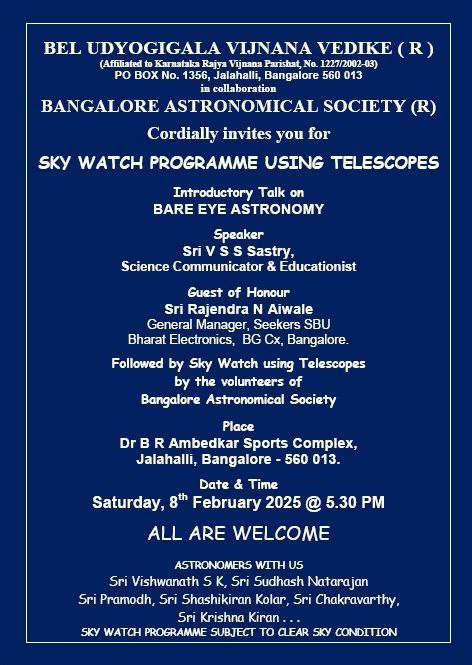 BEL UDYOGIGALA VIJNANA VEDIKE ( R )
(Affiliated to Karnataka Rajya Vijnana Parishat, No. 1227/2002-03)
PO BOX No. 1356, Jalahalli, Bangalore 560 013
in collaboration
BANGALORE ASTRONOMICAL SOCIETY (R)
Cordially invites you for
SKY WATCH PROGRAMME USING TELESCOPES
Introductory Talk on
BARE EYE ASTRONOMY
Speaker
Sri V S S Sastry,
Science Communicator & Educationist
Guest of Honour
Sri Rajendra N Aiwale
General Manager, Seekers SBU
Bharat Electronics, BG Cx, Bangalore.
Followed by Sky Watch using Telescopes
by the volunteers of
Bangalore Astronomical Society
Place
Dr B R Ambedkar Sports Complex,
Jalahalli, Bangalore - 560 013.
Date & Time
Saturday, 8th February 2025 @ 5.30 PM
ALL ARE WELCOME
ASTRONOMERS WITH US
Sri Vishwanath S K, Sri Sudhash Natarajan
Sri Pramodh, Sri Shashikiran Kolar, Sri Chakravarthy,
Sri Krishna Kiran . . .
SKY WATCH PROGRAMME SUBJECT TO CLEAR SKY CONDITION